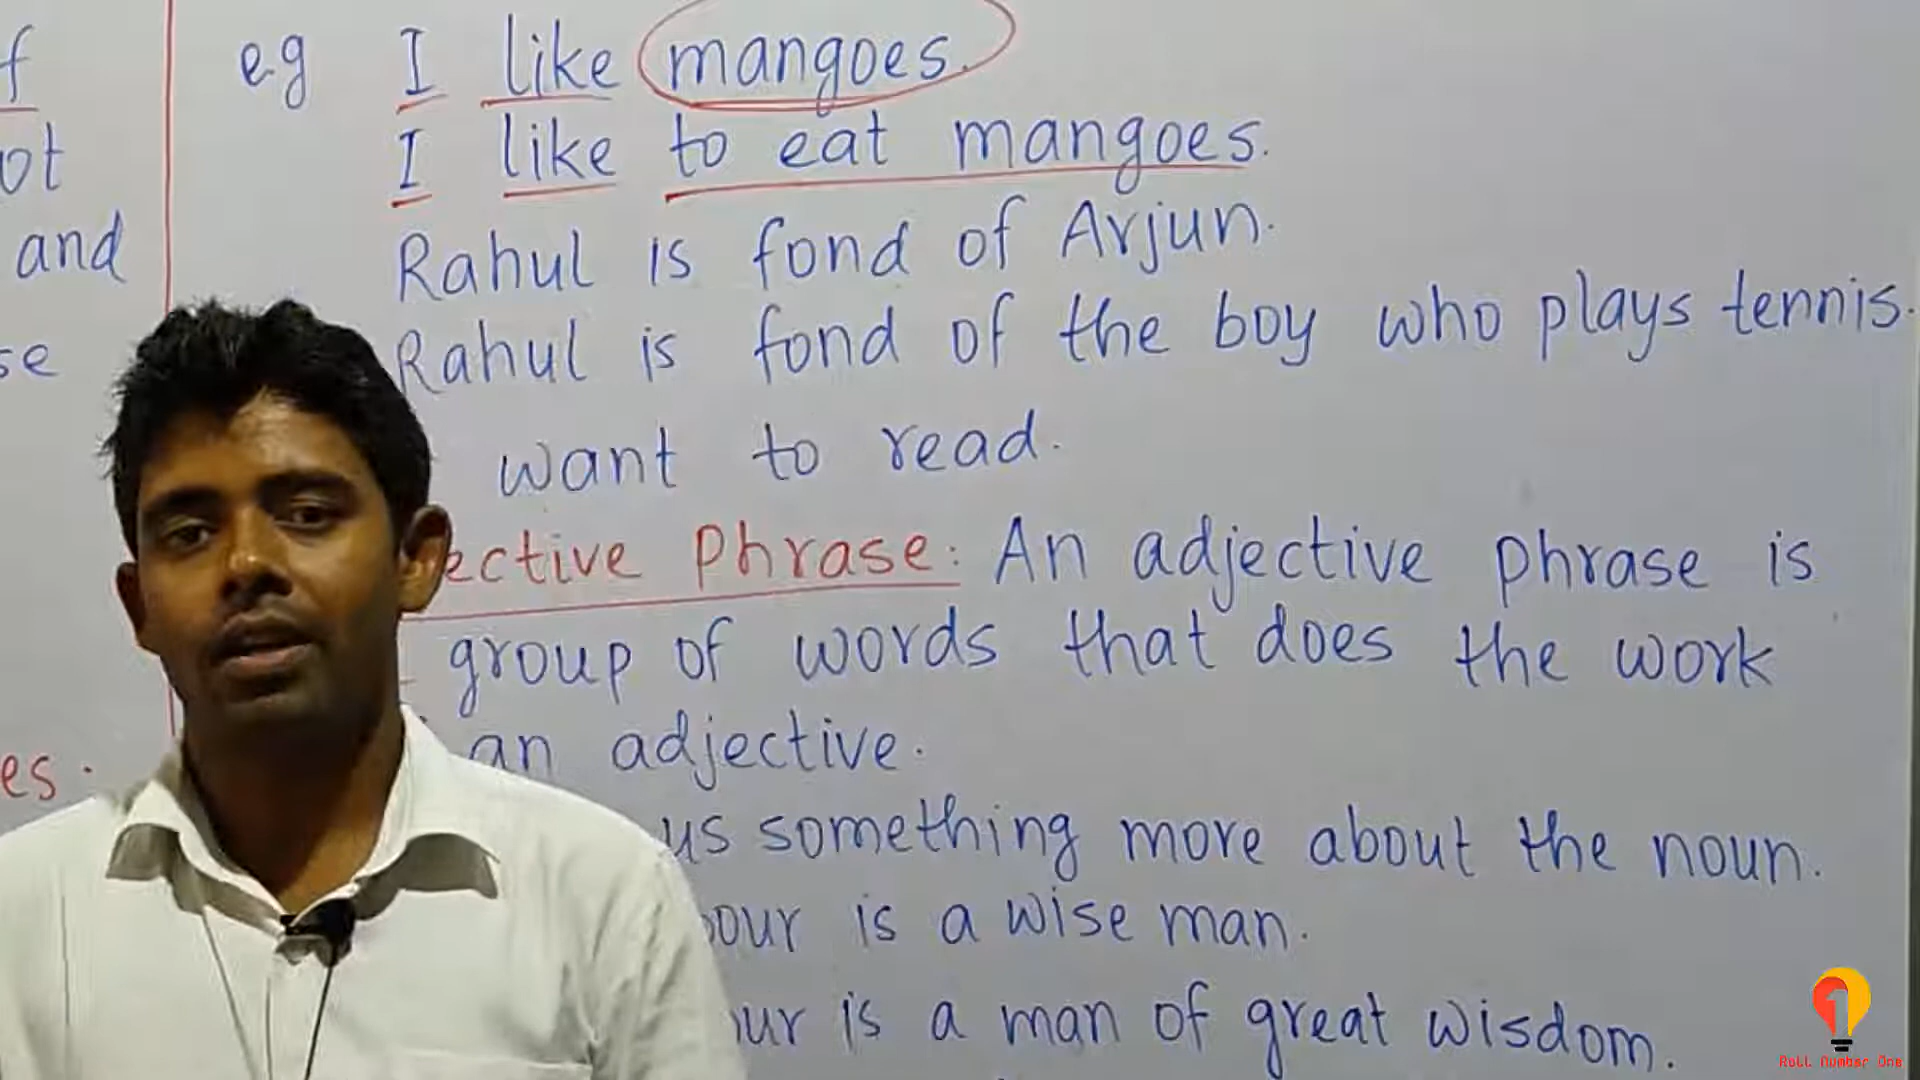 eg I like mangoes.
I like to eat mangoes.
and
Rahul is fond of Arjun.
Rahul is fond of the boy who plays tennis.
want to read.
ective Phrase: An adjective phrase is
group of words that does the work
an adjective.
us something more about the noun.
our is a wise man.
ur is a man of great wisdom.
Roll Number One